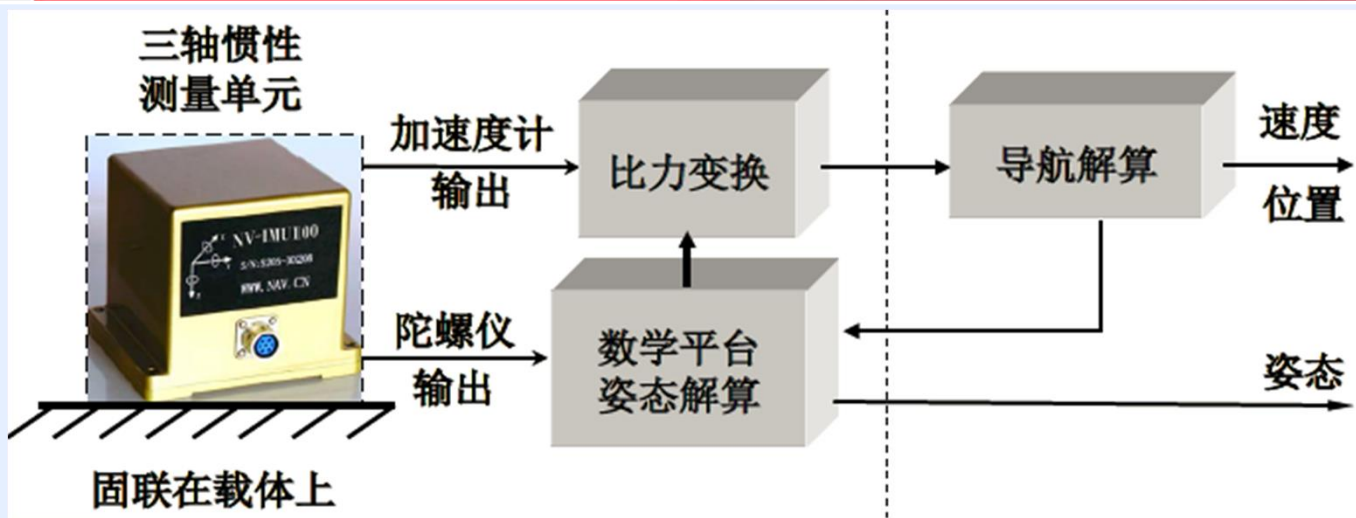 三轴惯性
测量单元
加速度计
输出
比力变换
导航解算
速度
位置
NV-IMU100
WWW.NAV.CN
陀螺仪
输出
数学平台
姿态解算
姿态
固联在载体上